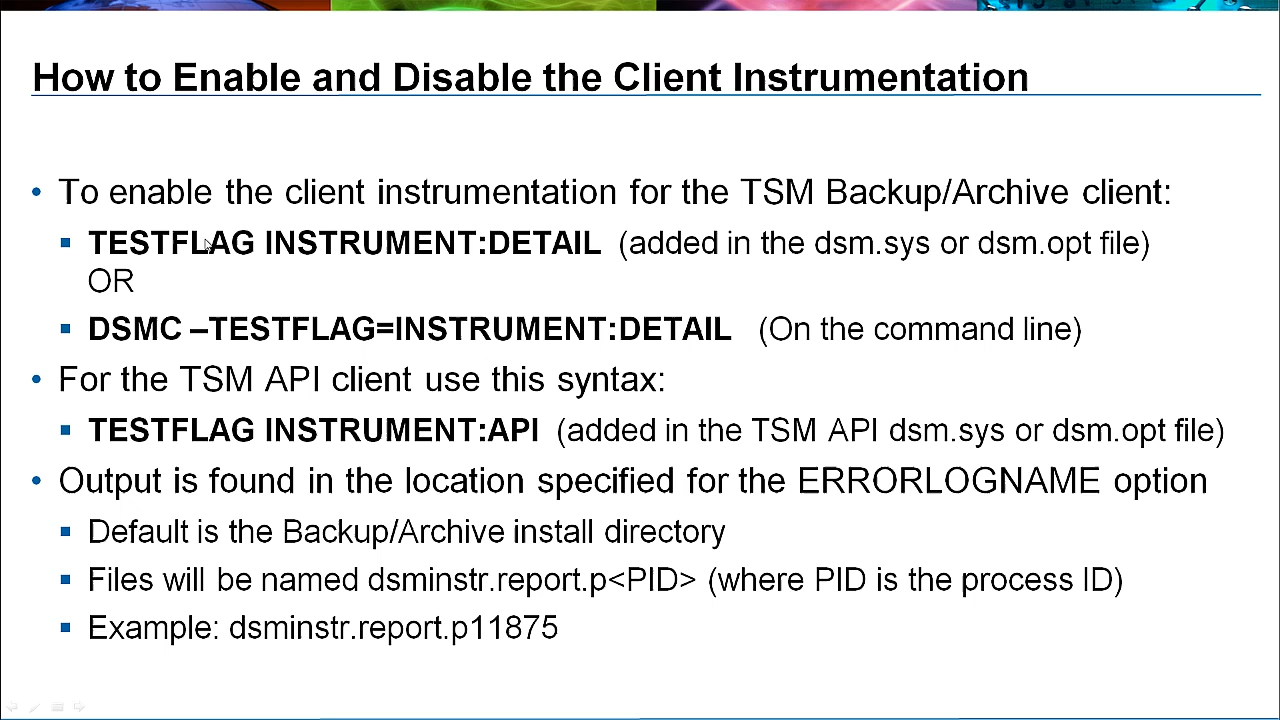 How to Enable and Disable the Client Instrumentation
• To enable the client instrumentation for the TSM Backup/Archive client:
▪ TESTFLAG INSTRUMENT:DETAIL (added in the dsm.sys or dsm.opt file)
OR
▪ DSMC –TESTFLAG=INSTRUMENT:DETAIL (On the command line)
• For the TSM API client use this syntax:
▪ TESTFLAG INSTRUMENT:API (added in the TSM API dsm.sys or dsm.opt file)
• Output is found in the location specified for the ERRORLOGNAME option
▪ Default is the Backup/Archive install directory
▪ Files will be named dsminstr.report.p<PID> (where PID is the process ID)
▪ Example: dsminstr.report.p11875